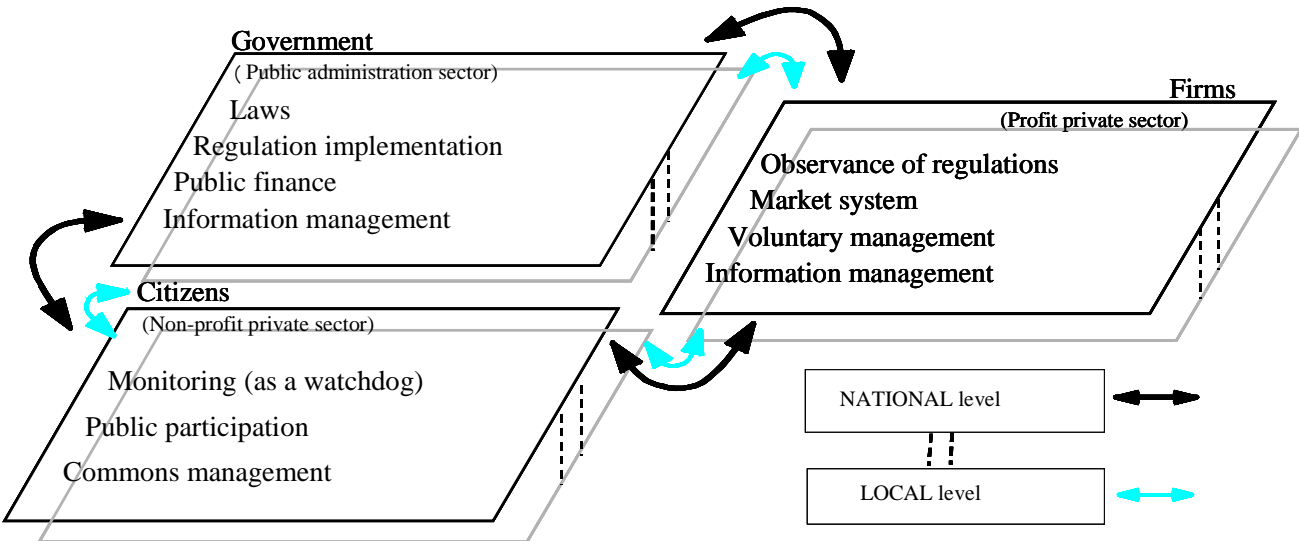 Government
( Public administration sector)
Laws
Regulation implementation
Public finance
Information management
Firms
(Profit private sector)
Observance of regulations
Market system
Voluntary management
Information management
Citizens
(Non-profit private sector)
Monitoring (as a watchdog)
Public participation
Commons management
NATIONAL level
LOCAL level